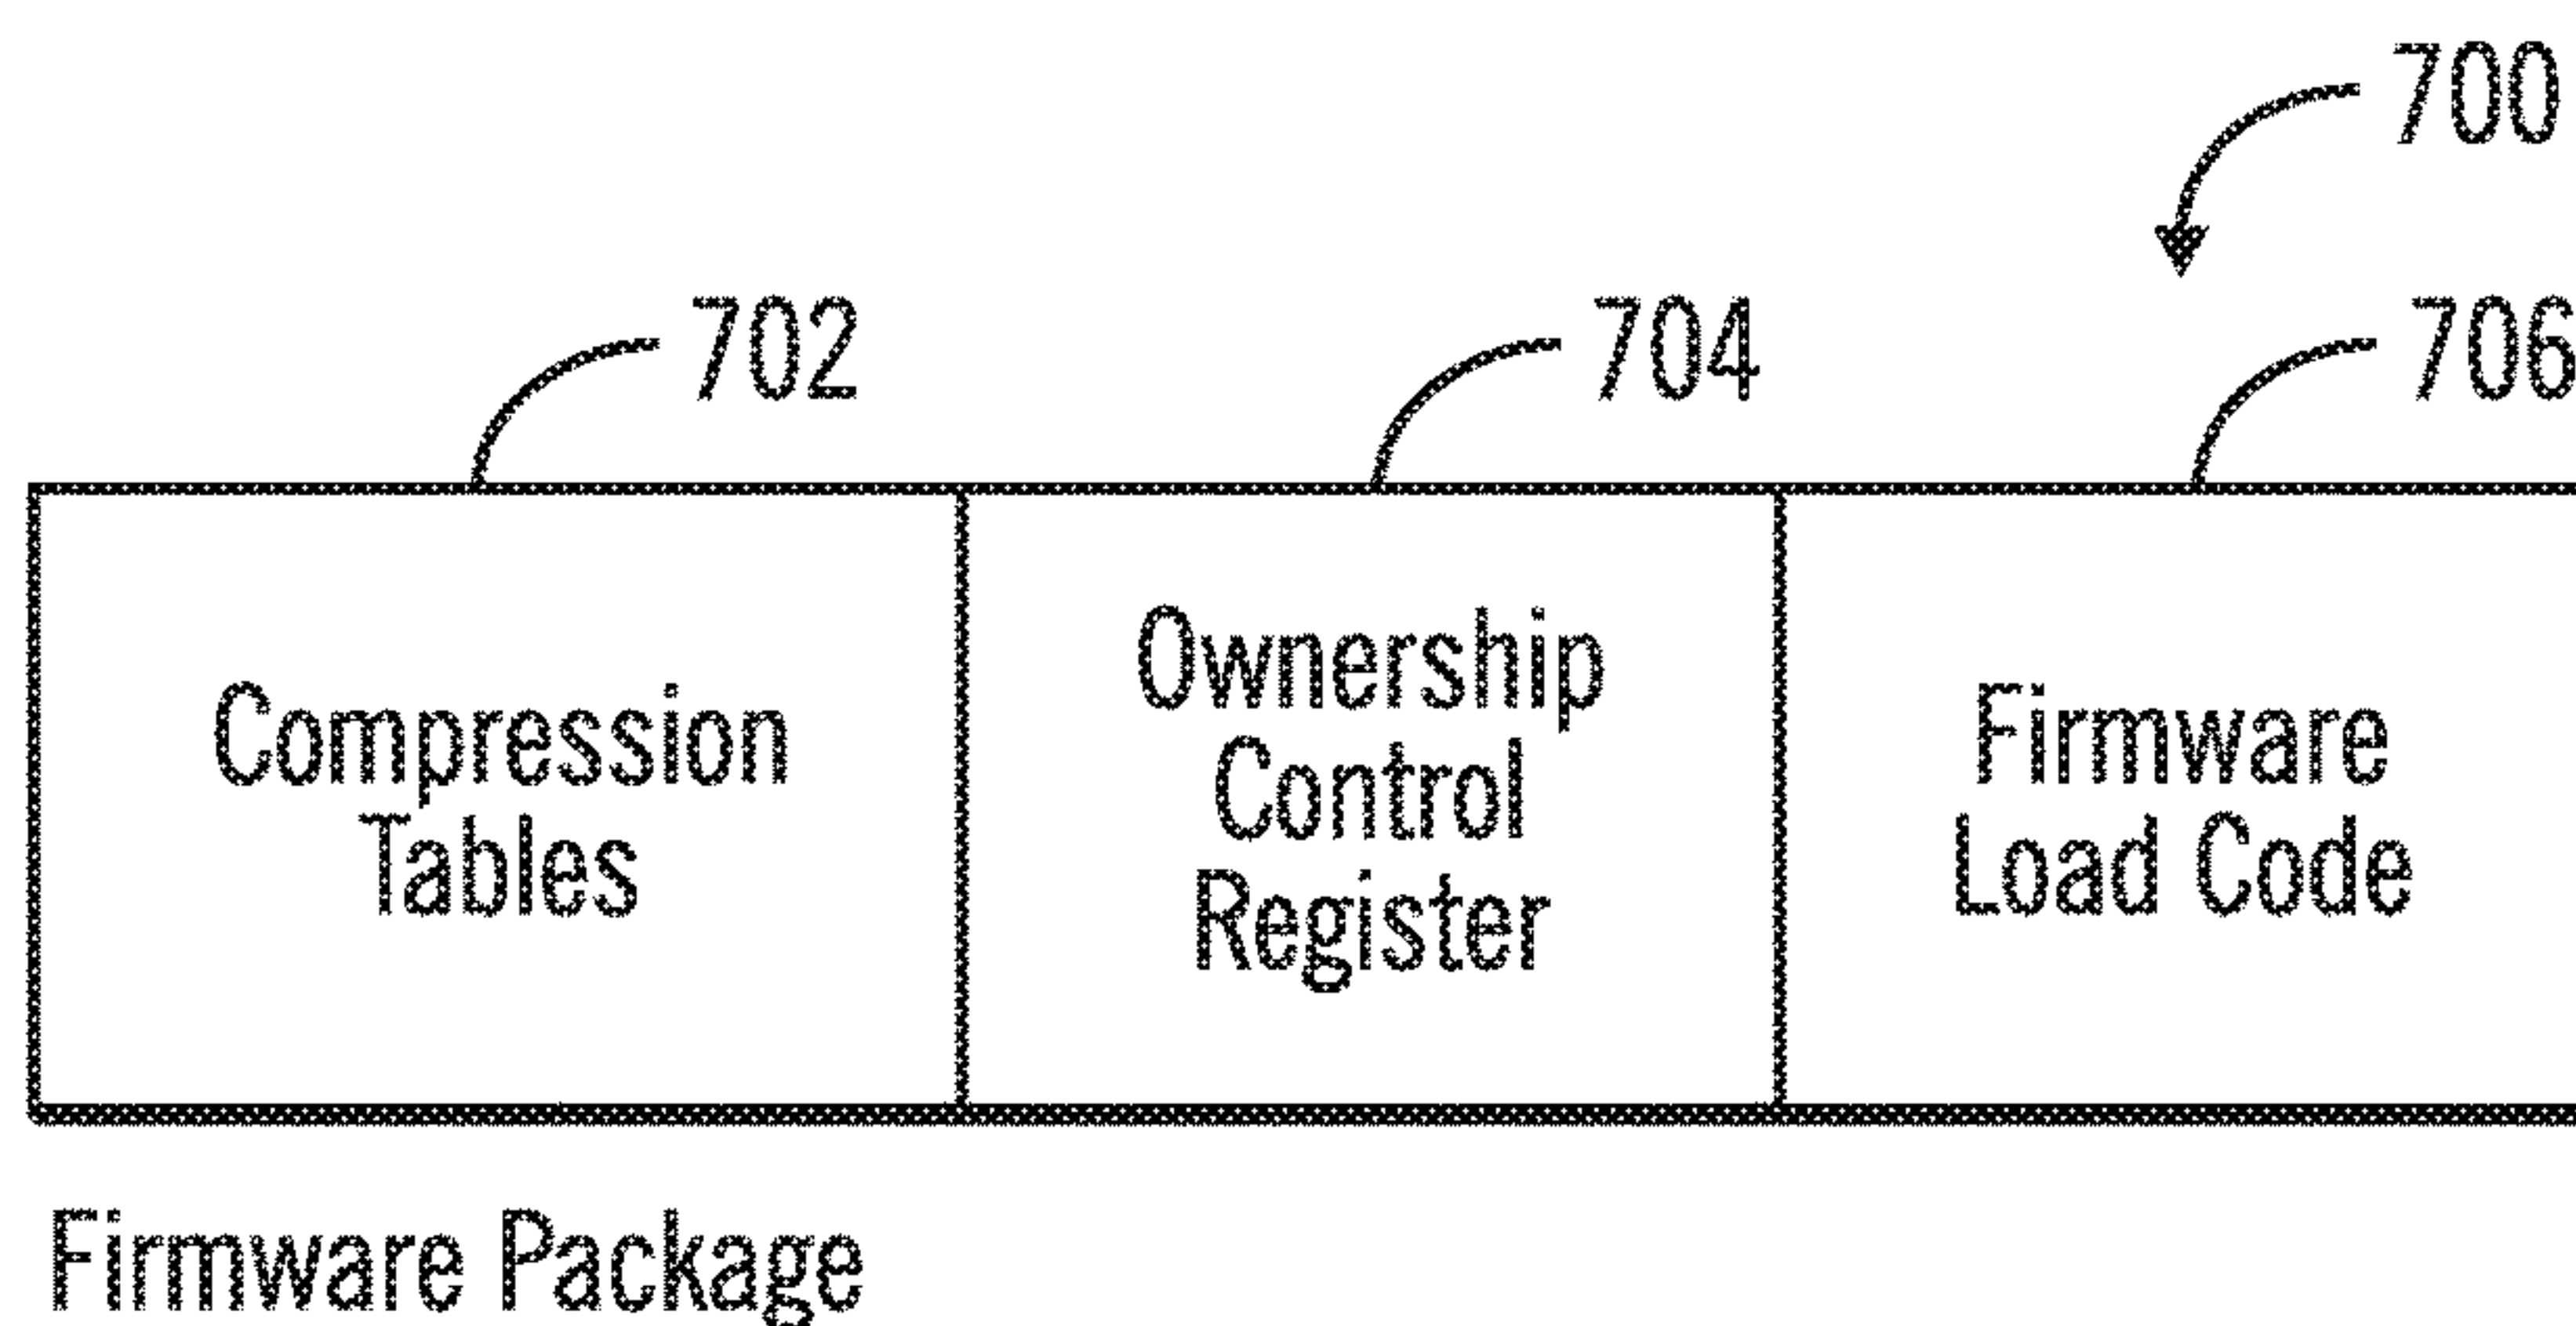 700
702
704
706
Compression
Tables
Ownership
Control
Register
Firmware
Load Code
Firmware Package